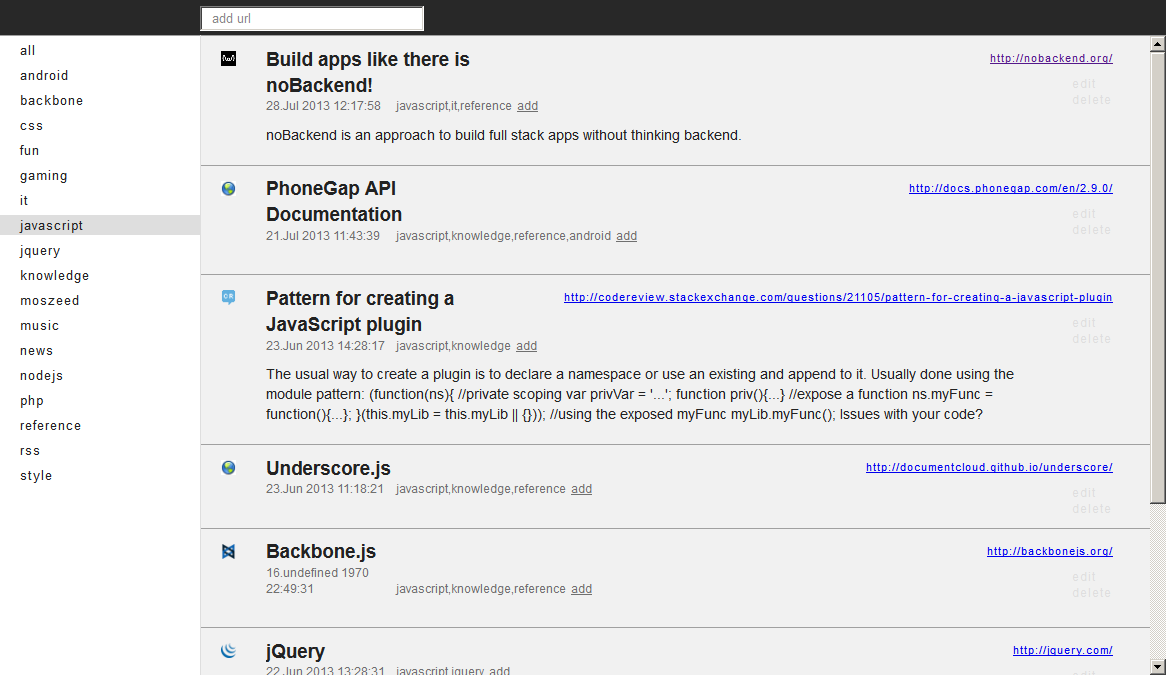 add url
all
android
backbone
css
fun
gaming
it
javascript
jquery
knowledge
moszeed
music
news
nodejs
php
reference
rss
style
Build apps like there is
noBackend!
http://nobackend.org/
edit
delete
28.Jul 2013 12:17:58 javascript,it,reference add
noBackend is an approach to build full stack apps without thinking backend.
PhoneGap API
Documentation
http://docs.phonegap.com/en/2.9.0/
edit
delete
21.Jul 2013 11:43:39 javascript,knowledge,reference,android add
CR
Pattern for creating a
JavaScript plugin
http://codereview.stackexchange.com/questions/21105/pattern-for-creating-a-javascript-plugin
edit
delete
23.Jun 2013 14:28:17 javascript,knowledge add
The usual way to create a plugin is to declare a namespace or use an existing and append to it. Usually done using the
module pattern: (function(ns){ //private scoping var privVar = '...'; function priv(){...} //expose a function ns.myFunc =
function(){...}; }(this.myLib = this.myLib || {})); //using the exposed myFunc myLib.myFunc(); Issues with your code?
Underscore.js
http://documentcloud.github.io/underscore/
23.Jun 2013 11:18:21 javascript,knowledge,reference add
edit
delete
Backbone.js
http://backbonejs.org/
16.undefined 1970
22:49:31 javascript,knowledge,reference add
edit
delete
jQuery
http://jquery.com/
22.Jun 2013 13:28:31 javascript,jquery add
edit